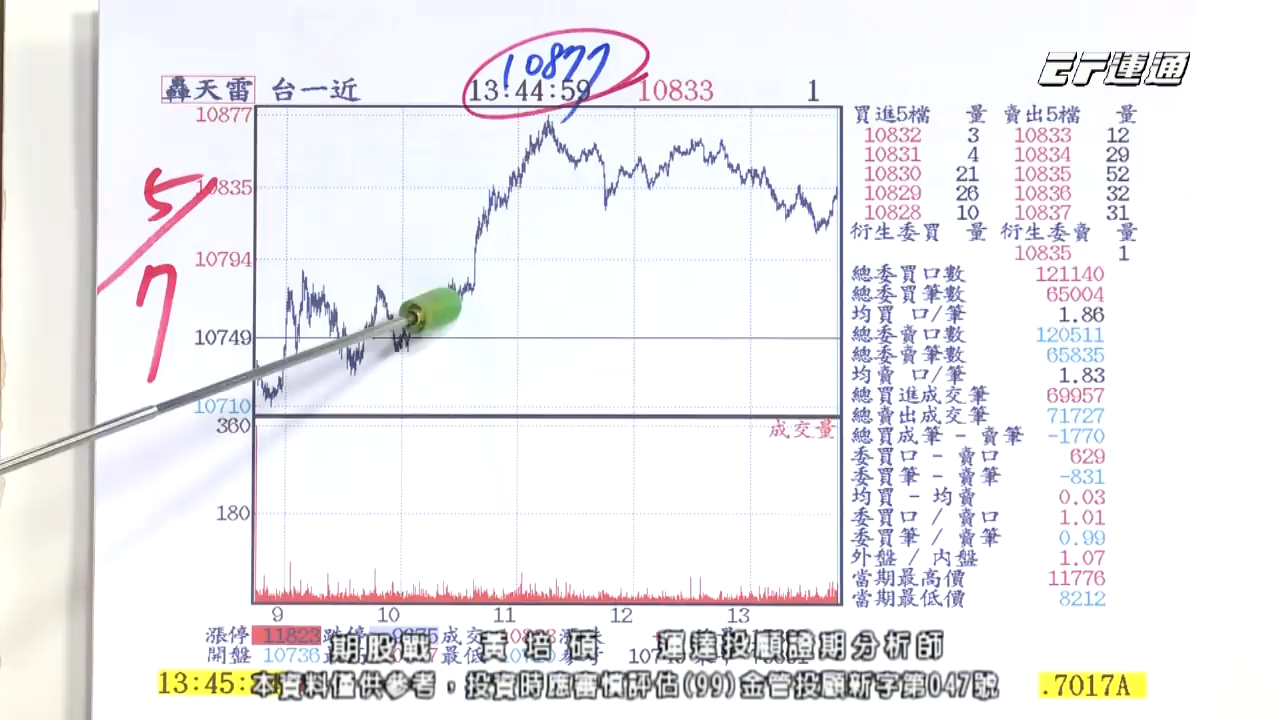 10877
ET運通
轟天雷 台一近 13:44:59 10833 1
10877
10835
10794
10749
10710
360
180
5/7
成交量
9 10 11 12 13
買進5檔 量 賣出5檔 量
10832 3 10833 12
10831 4 10834 29
10830 21 10835 52
10829 26 10836 32
10828 10 10837 31
衍生委買 量 衍生委賣 量
10835 1
總委買口數 121140
總委買筆數 65004
均買 口/筆 1.86
總委賣口數 120511
總委賣筆數 65835
均賣 口/筆 1.83
總買進成交筆 69957
總賣出成交筆 71727
總買成筆 - 賣筆 -1770
委買口 - 賣口 629
委買筆 - 賣筆 -831
均買 - 均賣 0.03
委買口 / 賣口 1.01
委買筆 / 賣筆 0.99
外盤 / 內盤 1.07
當期最高價 11776
當期最低價 8212
漲停 11823 跌停 成交
開盤 10736 最低
期股戰 黃培碩 運達投顧證期分析師
13:45: .7017A
本資料僅供參考，投資時應審慎評估(99)金管投顧新字第047號